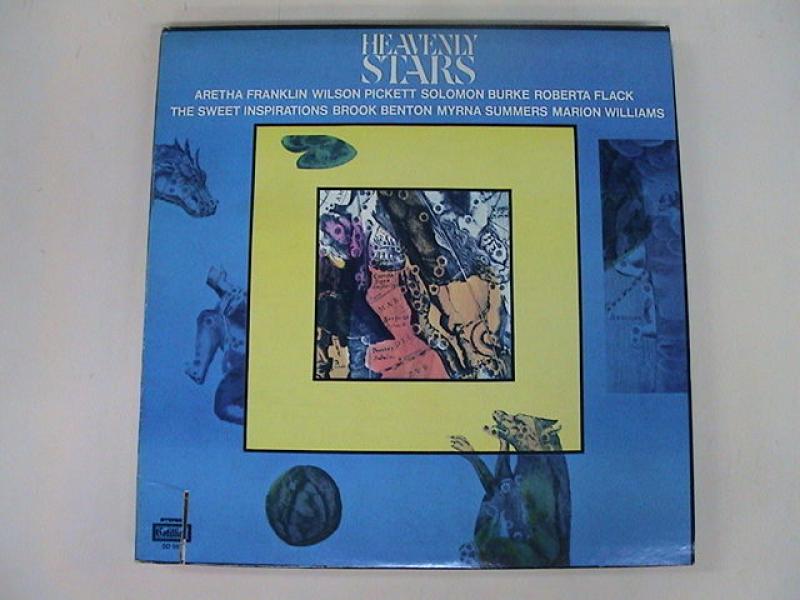 HEAVENLY
STARS
ARETHA FRANKLIN WILSON PICKETT SOLOMON BURKE ROBERTA FLACK
THE SWEET INSPIRATIONS BROOK BENTON MYRNA SUMMERS MARION WILLIAMS
STEREO